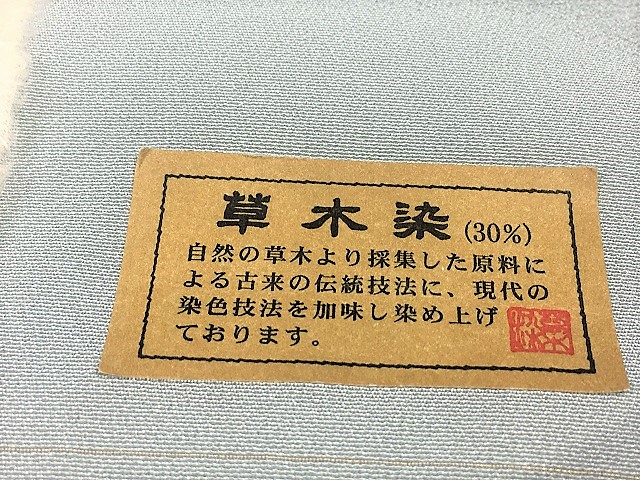 草木染(30%)
自然の草木より採集した原料に
よる古来の伝統技法に、現代の
染色技法を加味し染め上げ
ております。